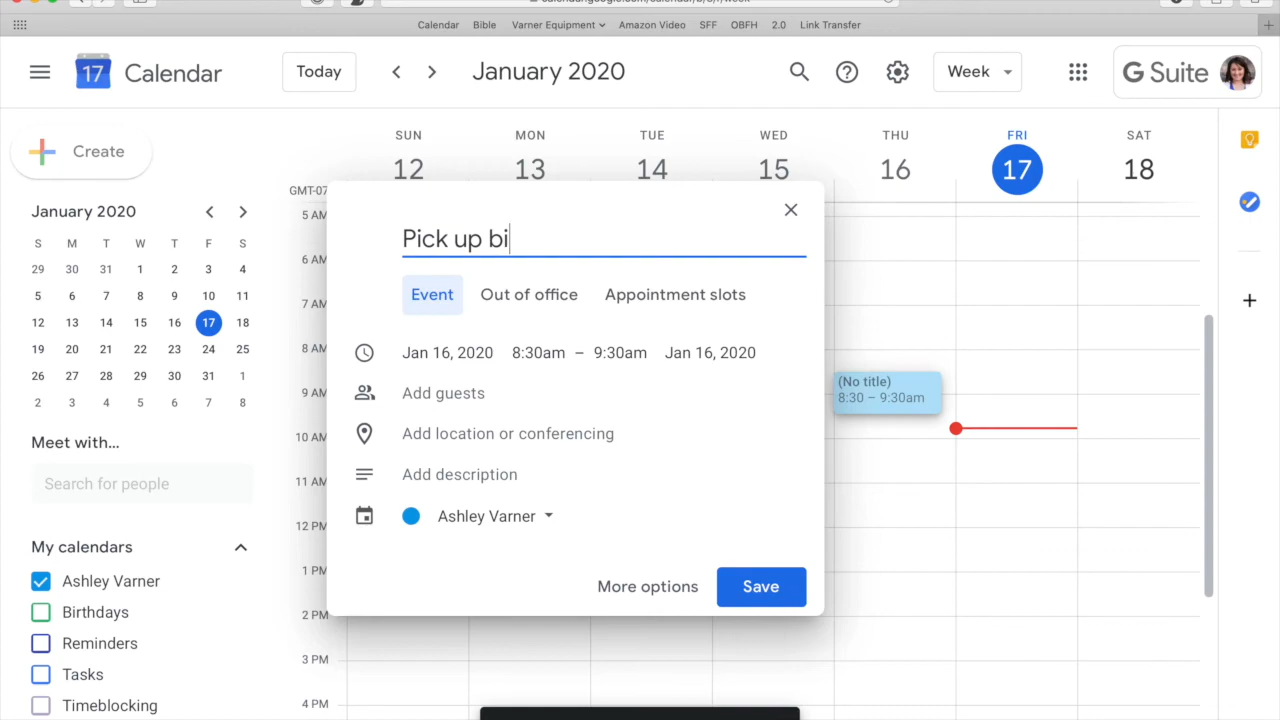 Calendar Bible Varner Equipment Amazon Video SFF OBFH 2.0 Link Transfer
17 Calendar Today January 2020 Week G Suite
Create
SUN MON TUE WED THU FRI SAT
12 13 14 15 16 17 18
GMT-07
January 2020
S M T W T F S
29 30 31 1 2 3 4
5 6 7 8 9 10 11
12 13 14 15 16 17 18
19 20 21 22 23 24 25
26 27 28 29 30 31 1
2 3 4 5 6 7 8
Meet with...
Search for people
My calendars
Ashley Varner
Birthdays
Reminders
Tasks
Timeblocking
5 AM
6 AM
7 AM
8 AM
9 AM
10 AM
11 AM
12 PM
1 PM
2 PM
3 PM
4 PM
Pick up bi
Event Out of office Appointment slots
Jan 16, 2020 8:30am – 9:30am Jan 16, 2020
Add guests
Add location or conferencing
Add description
Ashley Varner
More options Save
(No title)
8:30 – 9:30am